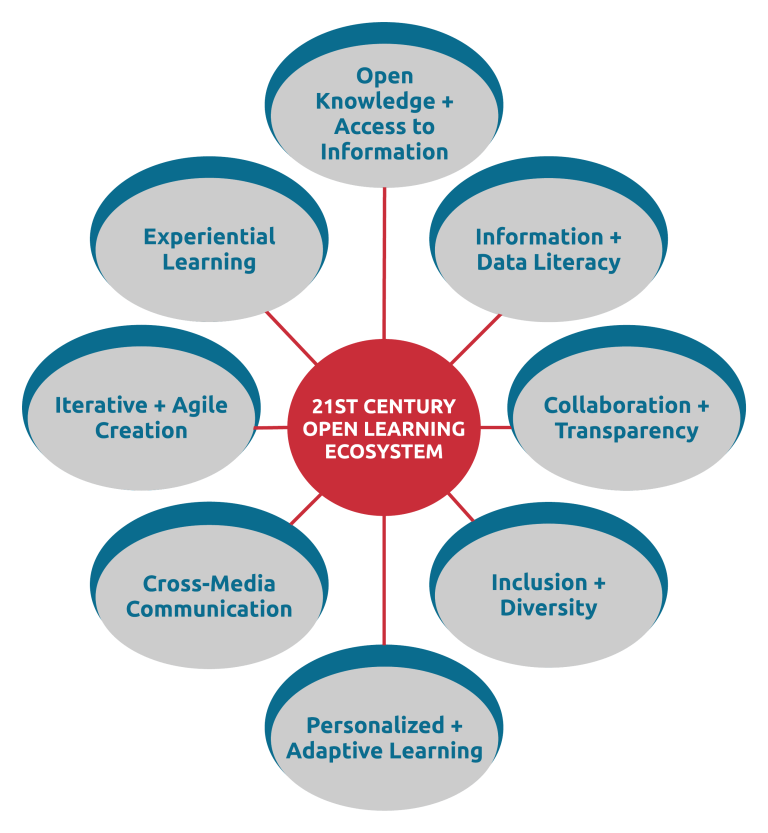 Open
Knowledge +
Access to
Information
Experiential
Learning
Information +
Data Literacy
Iterative + Agile
Creation
21ST CENTURY
OPEN LEARNING
ECOSYSTEM
Collaboration +
Transparency
Cross-Media
Communication
Inclusion +
Diversity
Personalized +
Adaptive Learning